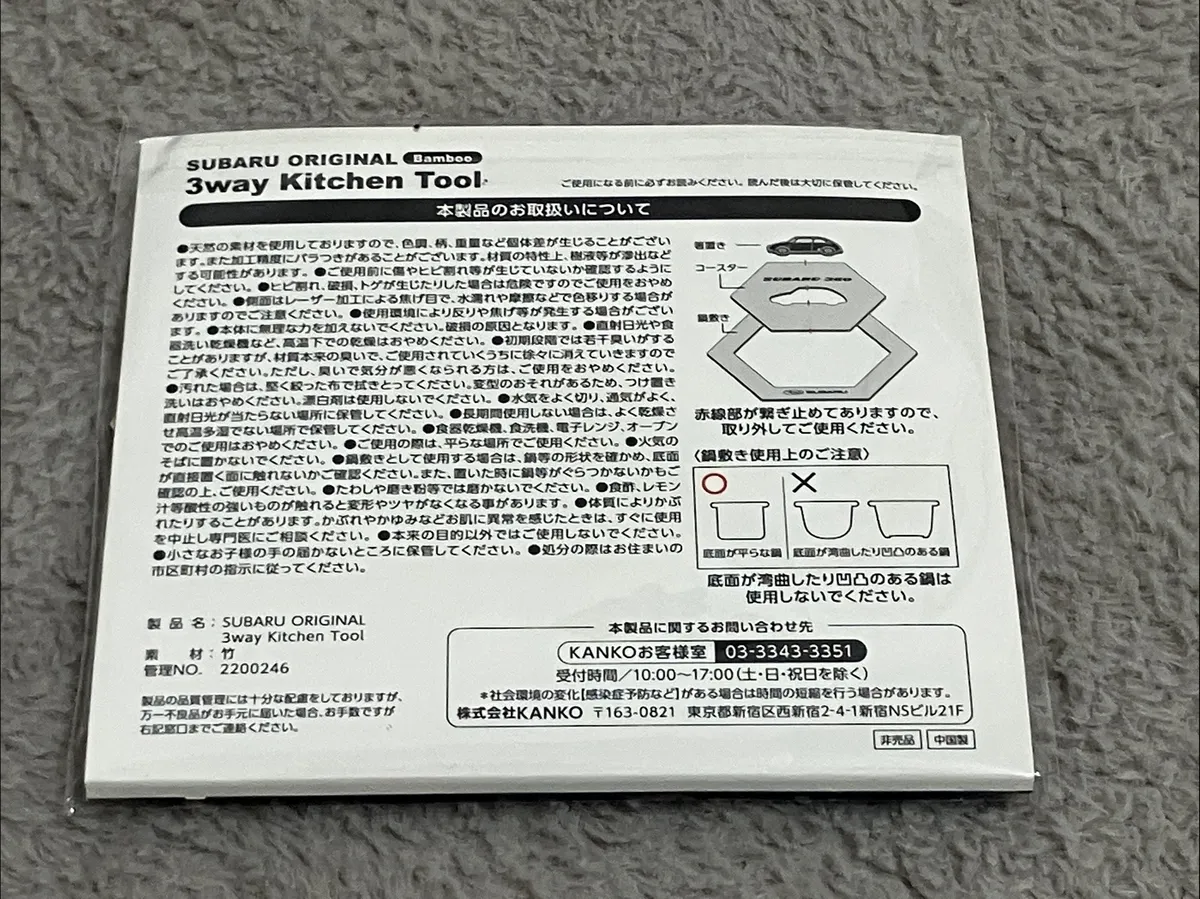 SUBARU ORIGINAL Bamboo
3way Kitchen Tool
ご使用になる前に必ずお読みください。読んだ後は大切に保管してください。
本製品のお取扱いについて
●天然の素材を使用しておりますので、色調、柄、重量など個体差が生じることがござい
ます。また加工精度にバラつきがあることがございます。材質の特性上、樹液等が滲出など
する可能性があります。●ご使用前に傷やヒビ割れ等が生じていないか確認するように
してください。●ヒビ割れ、破損、トゲが生じたりした場合は危険ですのでご使用をおやめ
ください。●側面はレーザー加工による焦げ目で、水濡れや摩擦などで色移りする場合が
ありますのでご注意ください。●使用環境により反りや焦げ等が発生する場合がござい
ます。●本体に無理な力を加えないでください。破損の原因となります。●直射日光や食
器洗い乾燥機など、高温下での乾燥はおやめください。●初期段階では若干臭いがする
ことがありますが、材質本来の臭いで、ご使用されていくうちに徐々に消えていきますので
ご了承ください。ただし、臭いで気分が悪くなられる方は、ご使用をおやめください。
●汚れた場合は、堅く絞った布で拭きとってください。変型のおそれがあるため、つけ置き
洗いはおやめください。漂白剤は使用しないでください。●水気をよく切り、通気がよく、
直射日光が当たらない場所に保管してください。●長期間使用しない場合は、よく乾燥さ
せ高温多湿でない場所で保管してください。●食器乾燥機、食洗機、電子レンジ、オーブン
でのご使用はおやめください。●ご使用の際は、平らな場所でご使用ください。●火気の
そばに置かないでください。●鍋敷きとして使用する場合は、鍋等の形状を確かめ、底面
が直接置く面に触れないかご確認ください。また、置いた時に鍋等がぐらつかないかもご
確認の上、ご使用ください。●たわしや磨き粉等では磨かないでください。●食酢、レモン
汁等酸性の強いものが触れると変形やツヤがなくなる事があります。●体質によりかぶ
れたりすることがあります。かぶれやかゆみなどお肌に異常を感じたときは、すぐに使用
を中止し専門医にご相談ください。●本来の目的以外ではご使用しないでください。
●小さなお子様の手の届かないところに保管してください。●処分の際はお住まいの
市区町村の指示に従ってください。
箸置き
コースター
SUBARU 360
鍋敷き
SUBARU
赤線部が繋ぎ止めてありますので、
取り外してご使用ください。
〈鍋敷き使用上のご注意〉
底面が平らな鍋
底面が湾曲したり凹凸のある鍋
底面が湾曲したり凹凸のある鍋は
使用しないでください。
製品名:SUBARU ORIGINAL
3way Kitchen Tool
素材:竹
管理NO. 2200246
製品の品質管理には十分な配慮をしておりますが、
万一不良品がお手元に届いた場合、お手数ですが
右記窓口までご連絡ください。
本製品に関するお問い合わせ先
KANKOお客様室 03-3343-3351
受付時間/10:00〜17:00(土・日・祝日を除く)
*社会環境の変化【感染症予防など】がある場合は時間の短縮を行う場合があります。
株式会社KANKO 〒163-0821 東京都新宿区西新宿2-4-1新宿NSビル21F
非売品 中国製